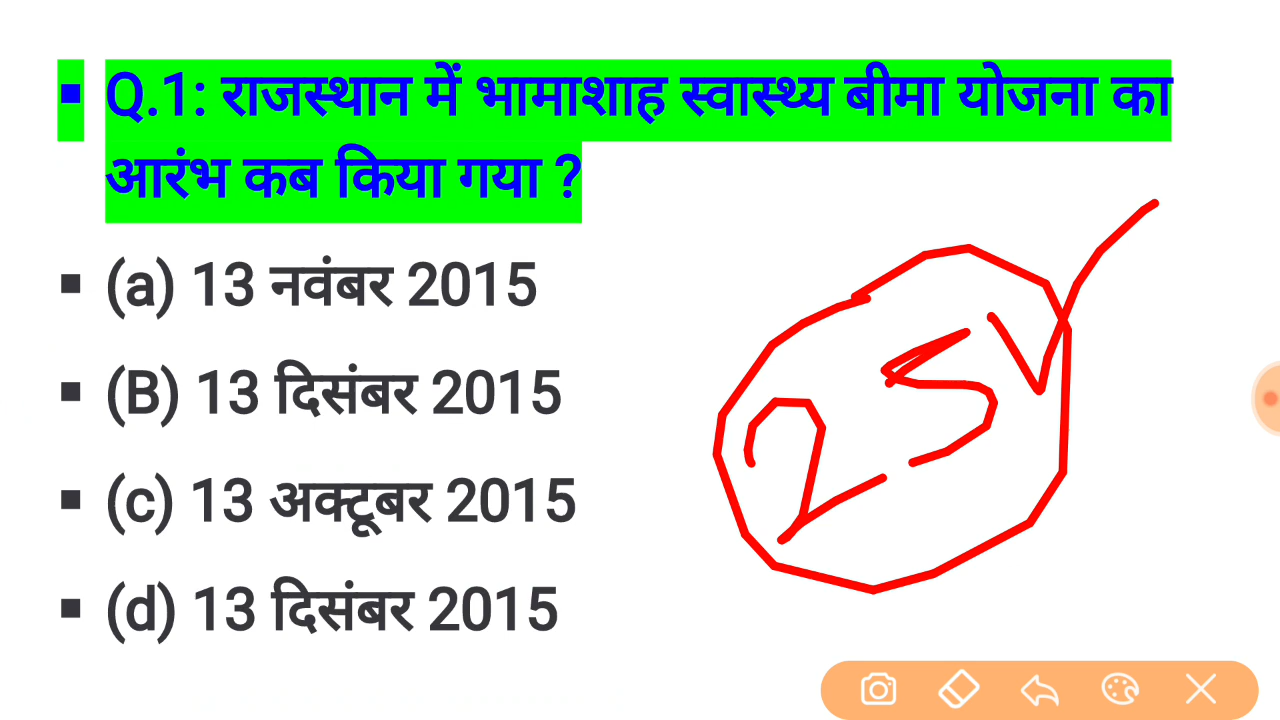 ▪ Q.1: राजस्थान में भामाशाह स्वास्थ्य बीमा योजना का
आरंभ कब किया गया ?
▪ (a) 13 नवंबर 2015
▪ (B) 13 दिसंबर 2015
▪ (c) 13 अक्टूबर 2015
▪ (d) 13 दिसंबर 2015
25